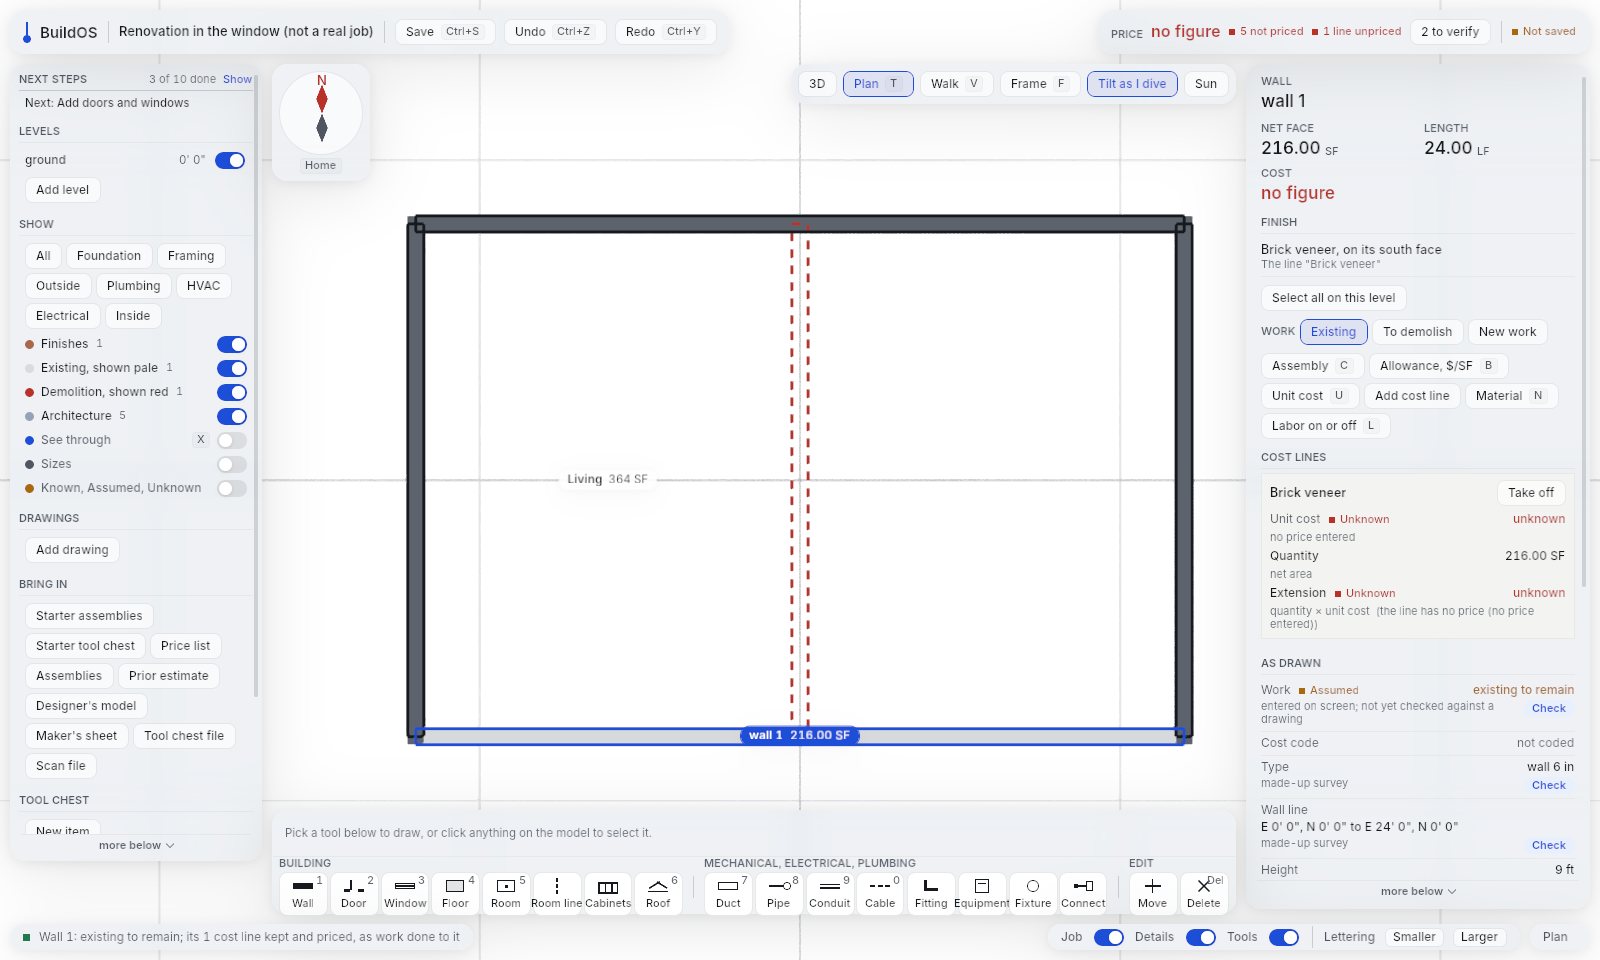 BuildOS
Renovation in the window (not a real job)
Save Ctrl+S
Undo Ctrl+Z
Redo Ctrl+Y
PRICE no figure 5 not priced 1 line unpriced 2 to verify Not saved
NEXT STEPS 3 of 10 done Show
Next: Add doors and windows
LEVELS
ground 0' 0"
Add level
SHOW
All Foundation Framing
Outside Plumbing HVAC
Electrical Inside
Finishes 1
Existing, shown pale 1
Demolition, shown red 1
Architecture 5
See through X
Sizes
Known, Assumed, Unknown
DRAWINGS
Add drawing
BRING IN
Starter assemblies
Starter tool chest Price list
Assemblies Prior estimate
Designer's model
Maker's sheet Tool chest file
Scan file
TOOL CHEST
New item
more below
N
Home
3D Plan T Walk V Frame F Tilt as I dive Sun
Living 364 SF
wall 1 216.00 SF
Pick a tool below to draw, or click anything on the model to select it.
BUILDING
Wall 1
Door 2
Window 3
Floor 4
Room 5
Room line
Cabinets
Roof 6
MECHANICAL, ELECTRICAL, PLUMBING
Duct 7
Pipe 8
Conduit 9
Cable 0
Fitting
Equipment
Fixture
Connect
EDIT
Move
Delete Del
WALL
wall 1
NET FACE LENGTH
216.00 SF 24.00 LF
COST
no figure
FINISH
Brick veneer, on its south face
The line "Brick veneer"
Select all on this level
WORK Existing To demolish New work
Assembly C Allowance, $/SF B
Unit cost U Add cost line Material N
Labor on or off L
COST LINES
Brick veneer Take off
Unit cost Unknown unknown
no price entered
Quantity 216.00 SF
net area
Extension Unknown unknown
quantity × unit cost (the line has no price (no price
entered))
AS DRAWN
Work Assumed existing to remain
entered on screen; not yet checked against a
drawing
Check
Cost code not coded
Type wall 6 in
made-up survey Check
Wall line
E 0' 0", N 0' 0" to E 24' 0", N 0' 0"
made-up survey Check
Height 9 ft
more below
Wall 1: existing to remain; its 1 cost line kept and priced, as work done to it
Job Details Tools Lettering Smaller Larger Plan